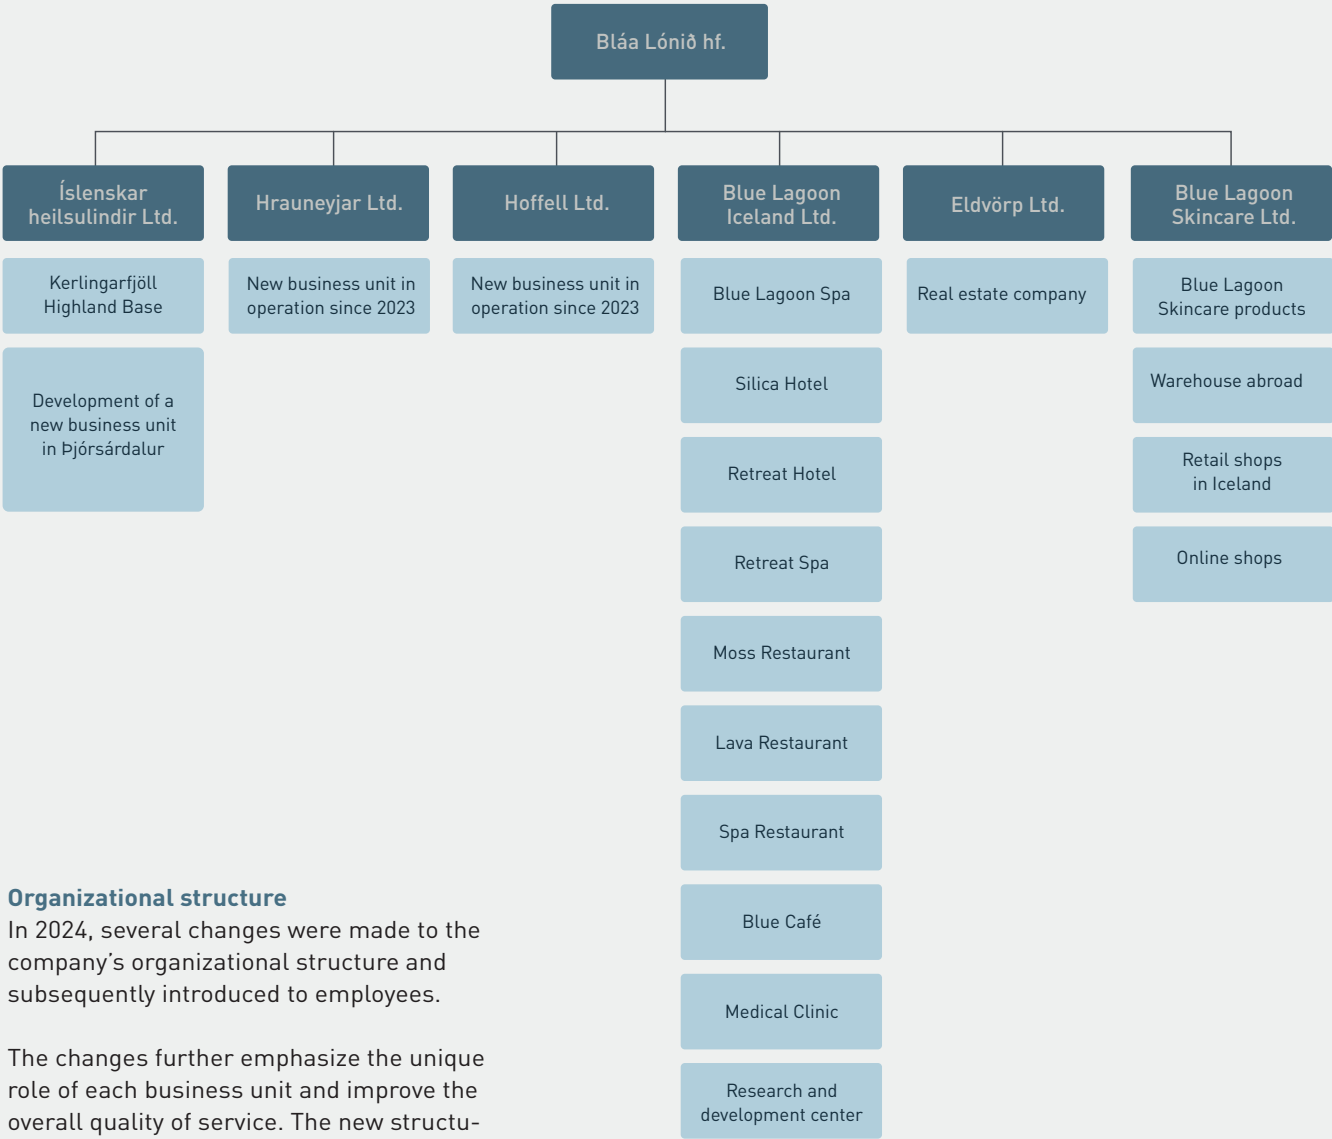 Bláa Lónið hf.
Íslenskar
heilsulindir Ltd.
Hrauneyjar Ltd.
Hoffell Ltd.
Blue Lagoon
Iceland Ltd.
Eldvörp Ltd.
Blue Lagoon
Skincare Ltd.
Kerlingarfjöll
Highland Base
Development of a
new business unit
in Þjórsárdalur
New business unit in
operation since 2023
New business unit in
operation since 2023
Blue Lagoon Spa
Silica Hotel
Retreat Hotel
Retreat Spa
Moss Restaurant
Lava Restaurant
Spa Restaurant
Blue Café
Medical Clinic
Research and
development center
Real estate company
Blue Lagoon
Skincare products
Warehouse abroad
Retail shops
in Iceland
Online shops
Organizational structure
In 2024, several changes were made to the
company’s organizational structure and
subsequently introduced to employees.
The changes further emphasize the unique
role of each business unit and improve the
overall quality of service. The new structu-